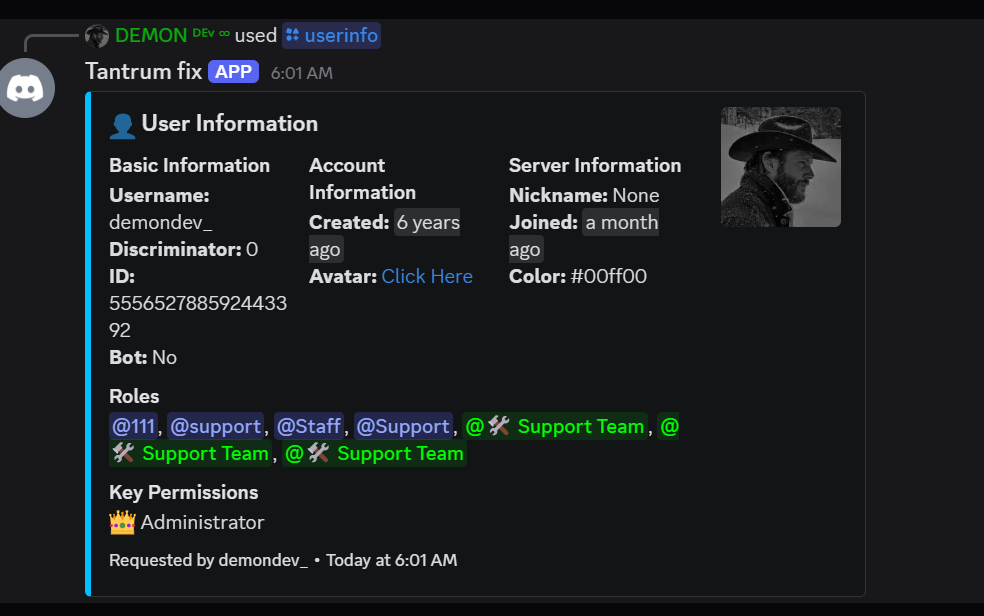 DEMON DEv ∞ used userinfo
Tantrum fix APP 6:01 AM
👤 User Information
Basic Information
Username:
demondev_
Discriminator: 0
ID:
5556527885924433
92
Bot: No
Account
Information
Created: 6 years
ago
Avatar: Click Here
Server Information
Nickname: None
Joined: a month
ago
Color: #00ff00
Roles
@111, @support, @Staff, @Support, @🛠️ Support Team, @
🛠️ Support Team, @🛠️ Support Team
Key Permissions
👑 Administrator
Requested by demondev_ • Today at 6:01 AM